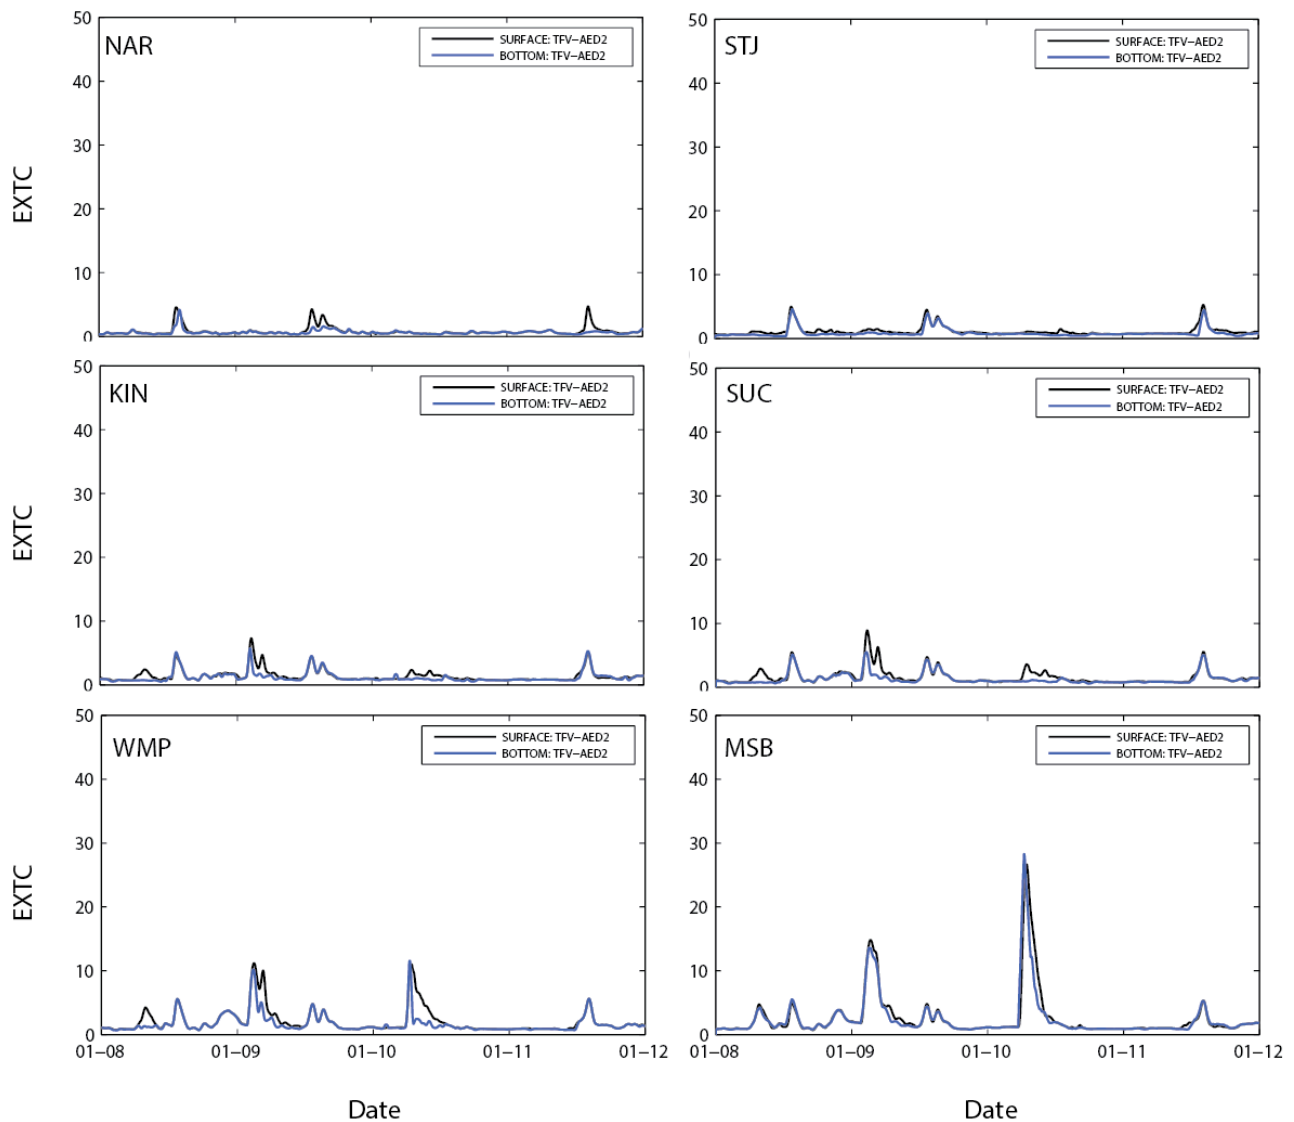 NAR
SURFACE: TFV–AED2
BOTTOM: TFV–AED2
50
40
30
20
10
0
EXTC
STJ
SURFACE: TFV–AED2
BOTTOM: TFV–AED2
50
40
30
20
10
0
KIN
SURFACE: TFV–AED2
BOTTOM: TFV–AED2
50
40
30
20
10
0
EXTC
SUC
SURFACE: TFV–AED2
BOTTOM: TFV–AED2
50
40
30
20
10
0
WMP
SURFACE: TFV–AED2
BOTTOM: TFV–AED2
50
40
30
20
10
0
EXTC
01–08 01–09 01–10 01–11 01–12
Date
MSB
SURFACE: TFV–AED2
BOTTOM: TFV–AED2
50
40
30
20
10
0
01–08 01–09 01–10 01–11 01–12
Date